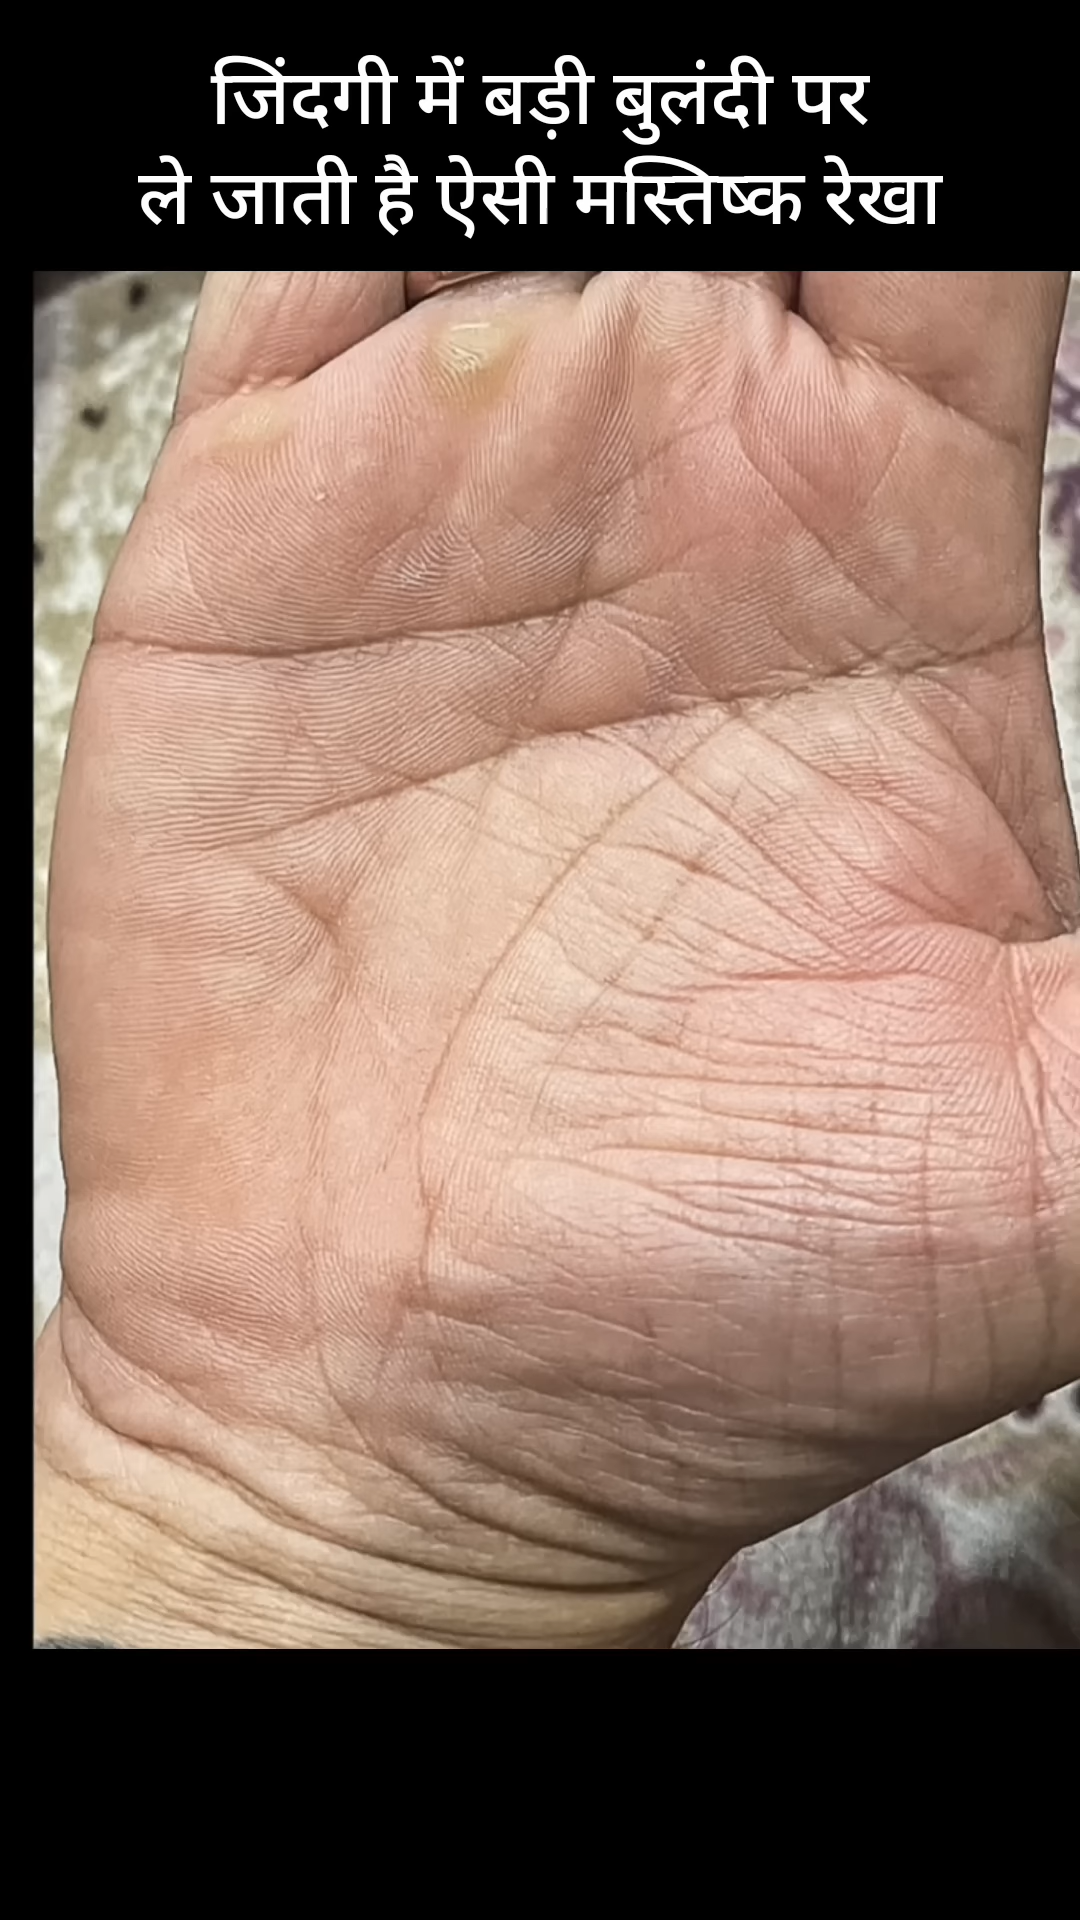 जिंदगी में बड़ी बुलंदी पर
ले जाती है ऐसी मस्तिष्क रेखा